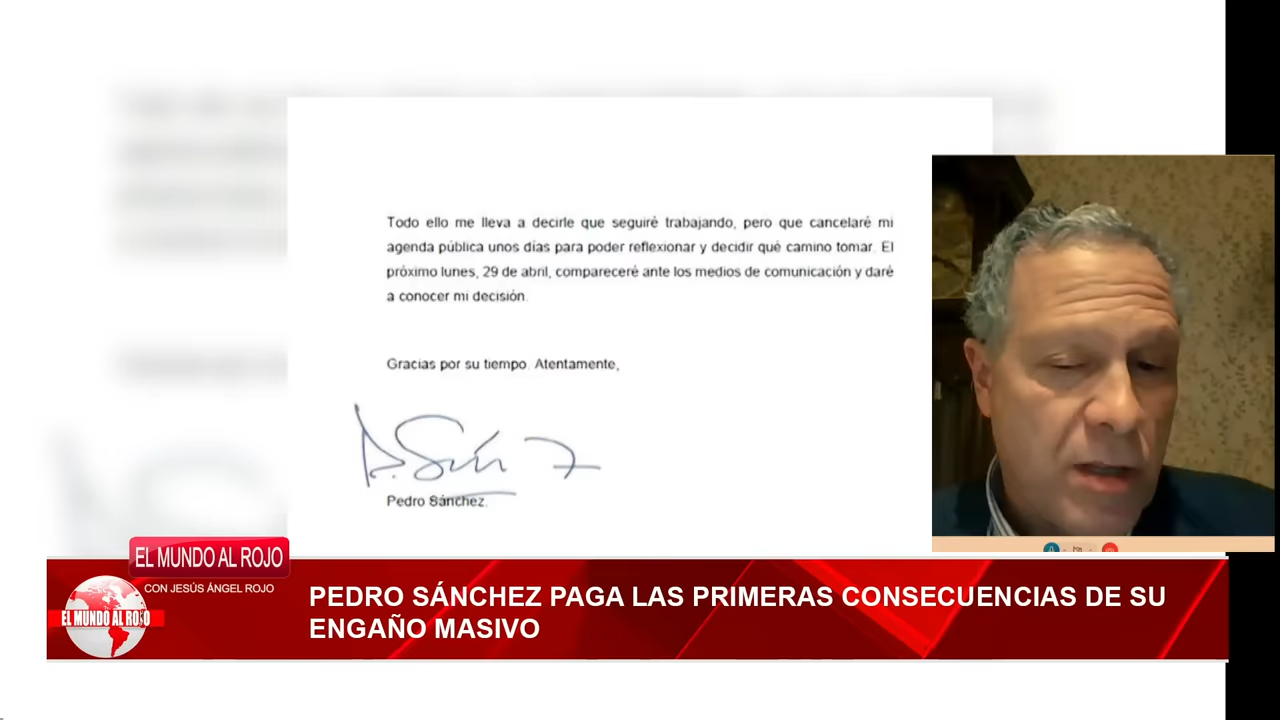 Todo ello me lleva a decirle que seguiré trabajando, pero que cancelaré mi
agenda pública unos días para poder reflexionar y decidir qué camino tomar. El
próximo lunes, 29 de abril, compareceré ante los medios de comunicación y daré
a conocer mi decisión.
Gracias por su tiempo. Atentamente,
Pedro Sánchez.
EL MUNDO AL ROJO
CON JESÚS ÁNGEL ROJO
EL MUNDO AL ROJO
PEDRO SÁNCHEZ PAGA LAS PRIMERAS CONSECUENCIAS DE SU
ENGAÑO MASIVO